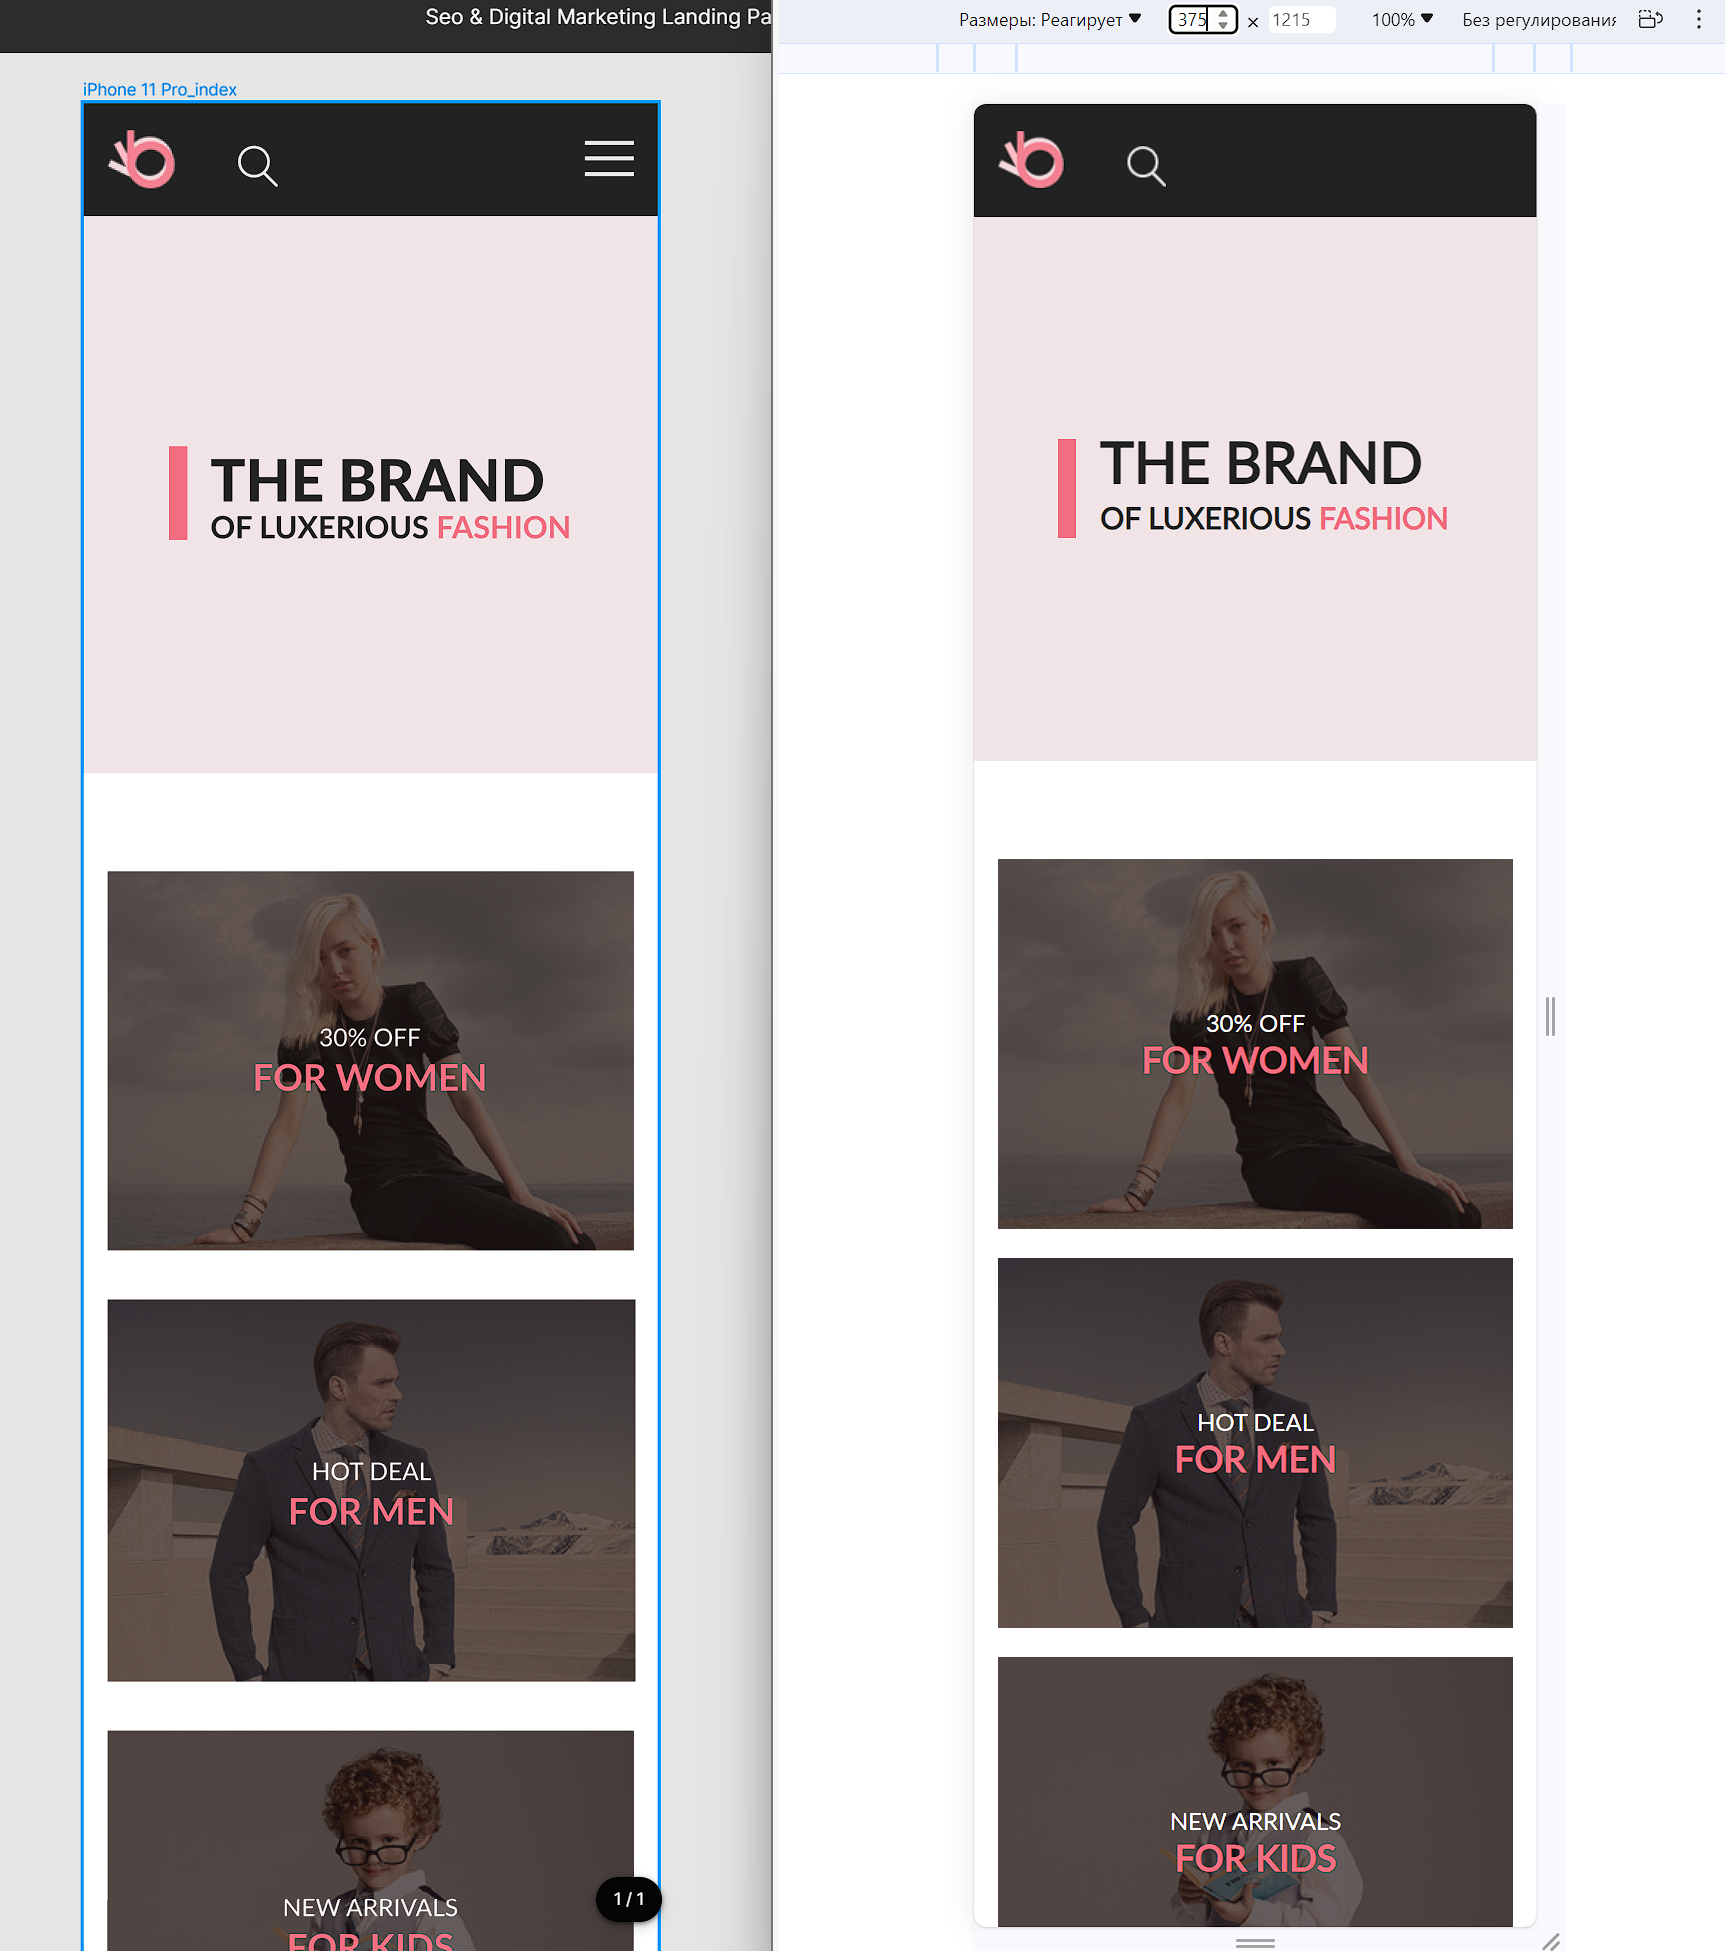 Seo & Digital Marketing Landing Pa
iPhone 11 Pro_index
THE BRAND
OF LUXERIOUS FASHION
30% OFF
FOR WOMEN
HOT DEAL
FOR MEN
NEW ARRIVALS
FOR KIDS
1 / 1
Размеры: Реагирует 375 × 1215 100% Без регулирования
THE BRAND
OF LUXERIOUS FASHION
30% OFF
FOR WOMEN
HOT DEAL
FOR MEN
NEW ARRIVALS
FOR KIDS